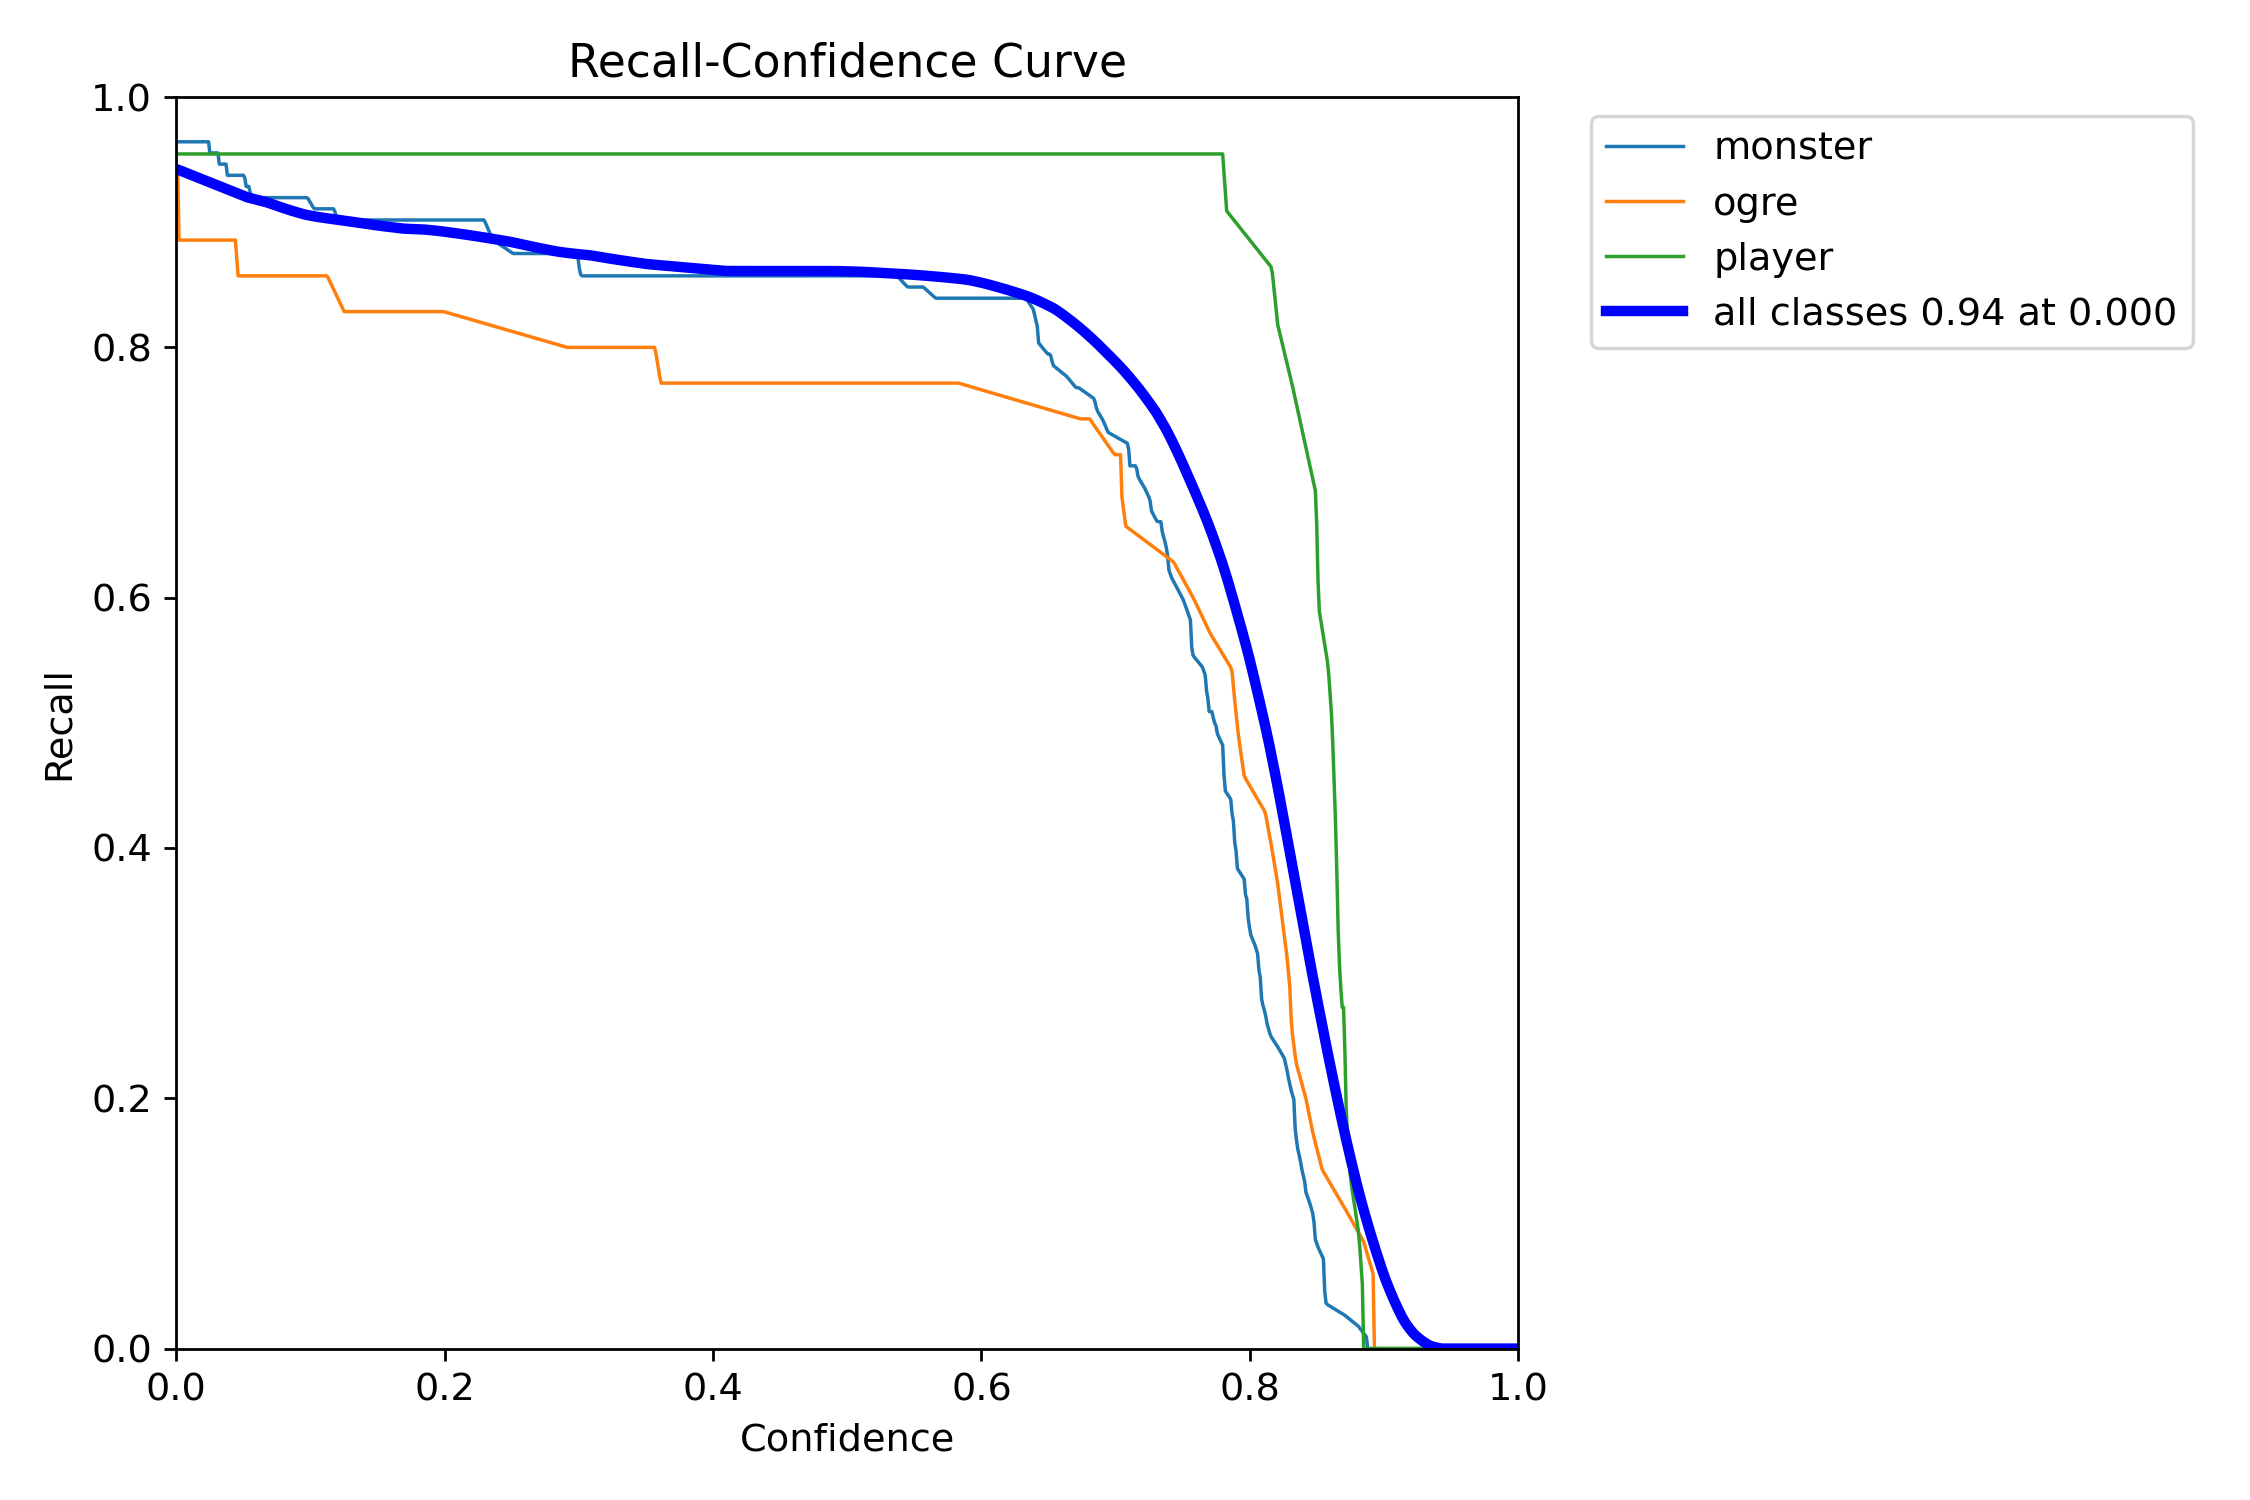 Recall-Confidence Curve
1.0
0.8
0.6
0.4
0.2
0.0
Recall
0.0 0.2 0.4 0.6 0.8 1.0
Confidence
monster
ogre
player
all classes 0.94 at 0.000